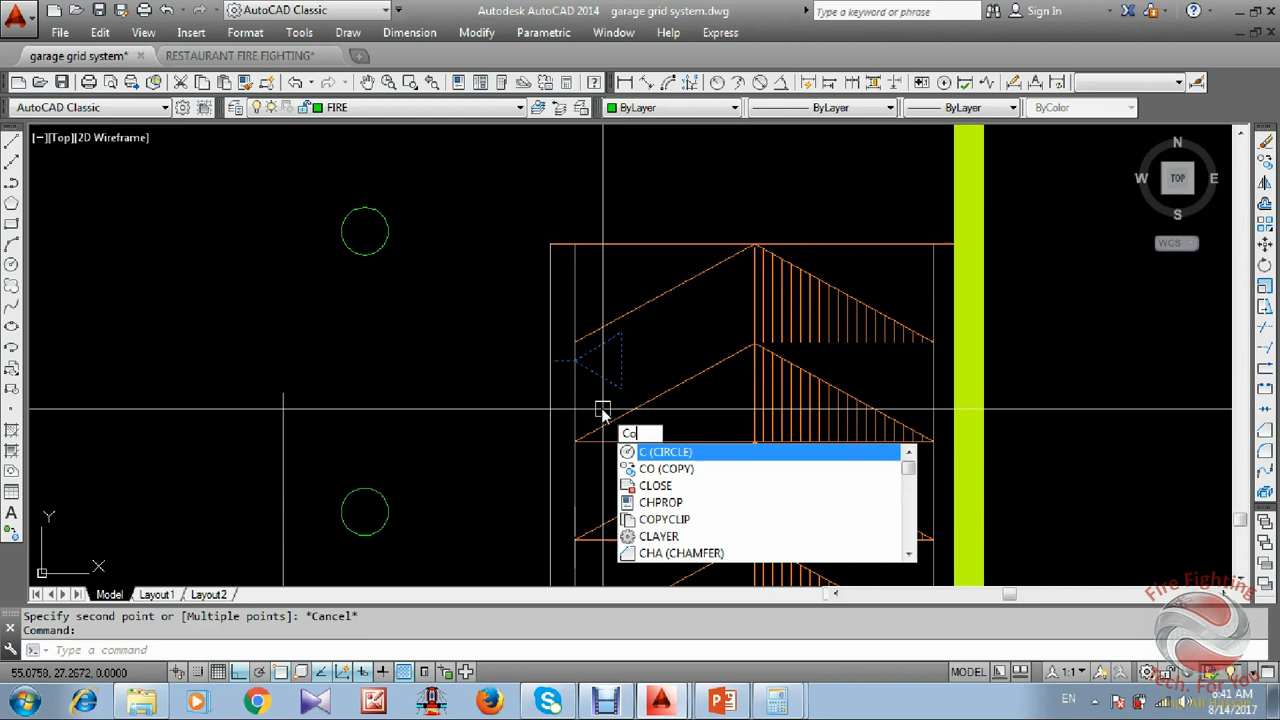 AutoCAD Classic
Autodesk AutoCAD 2014 garage grid system.dwg
Type a keyword or phrase
Sign In
File Edit View Insert Format Tools Draw Dimension Modify Parametric Window Help Express
garage grid system*
RESTAURANT FIRE FIGHTING*
AutoCAD Classic
FIRE
ByLayer
ByLayer
ByLayer
ByColor
[−][Top][2D Wireframe]
N
W TOP E
S
WCS
Co
C (CIRCLE)
CO (COPY)
CLOSE
CHPROP
COPYCLIP
CLAYER
CHA (CHAMFER)
Y
X
Model Layout1 Layout2
Specify second point or [Multiple points]: *Cancel*
Command:
Type a command
55.0758, 27.2672, 0.0000
MODEL
1:1
EN
6:41 AM
8/14/2017
Fire Fighting
Tech. For You